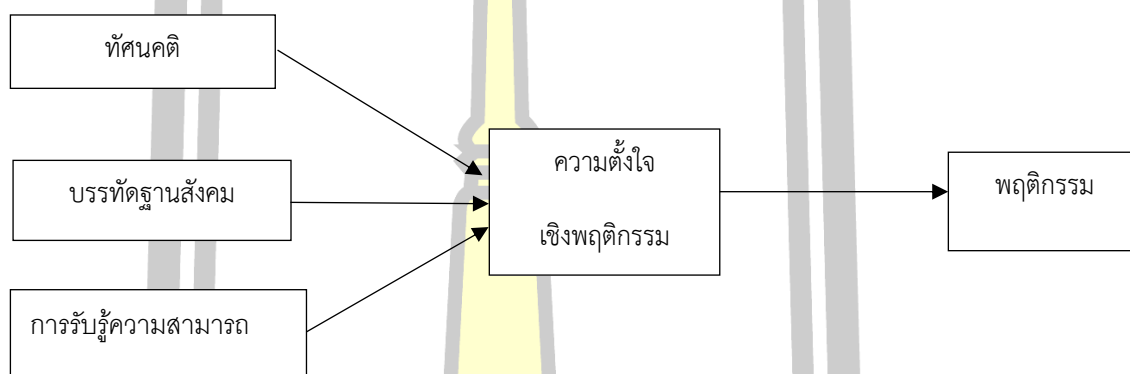 ทัศนคติ
บรรทัดฐานสังคม
การรับรู้ความสามารถ
ความตั้งใจ
เชิงพฤติกรรม
พฤติกรรม